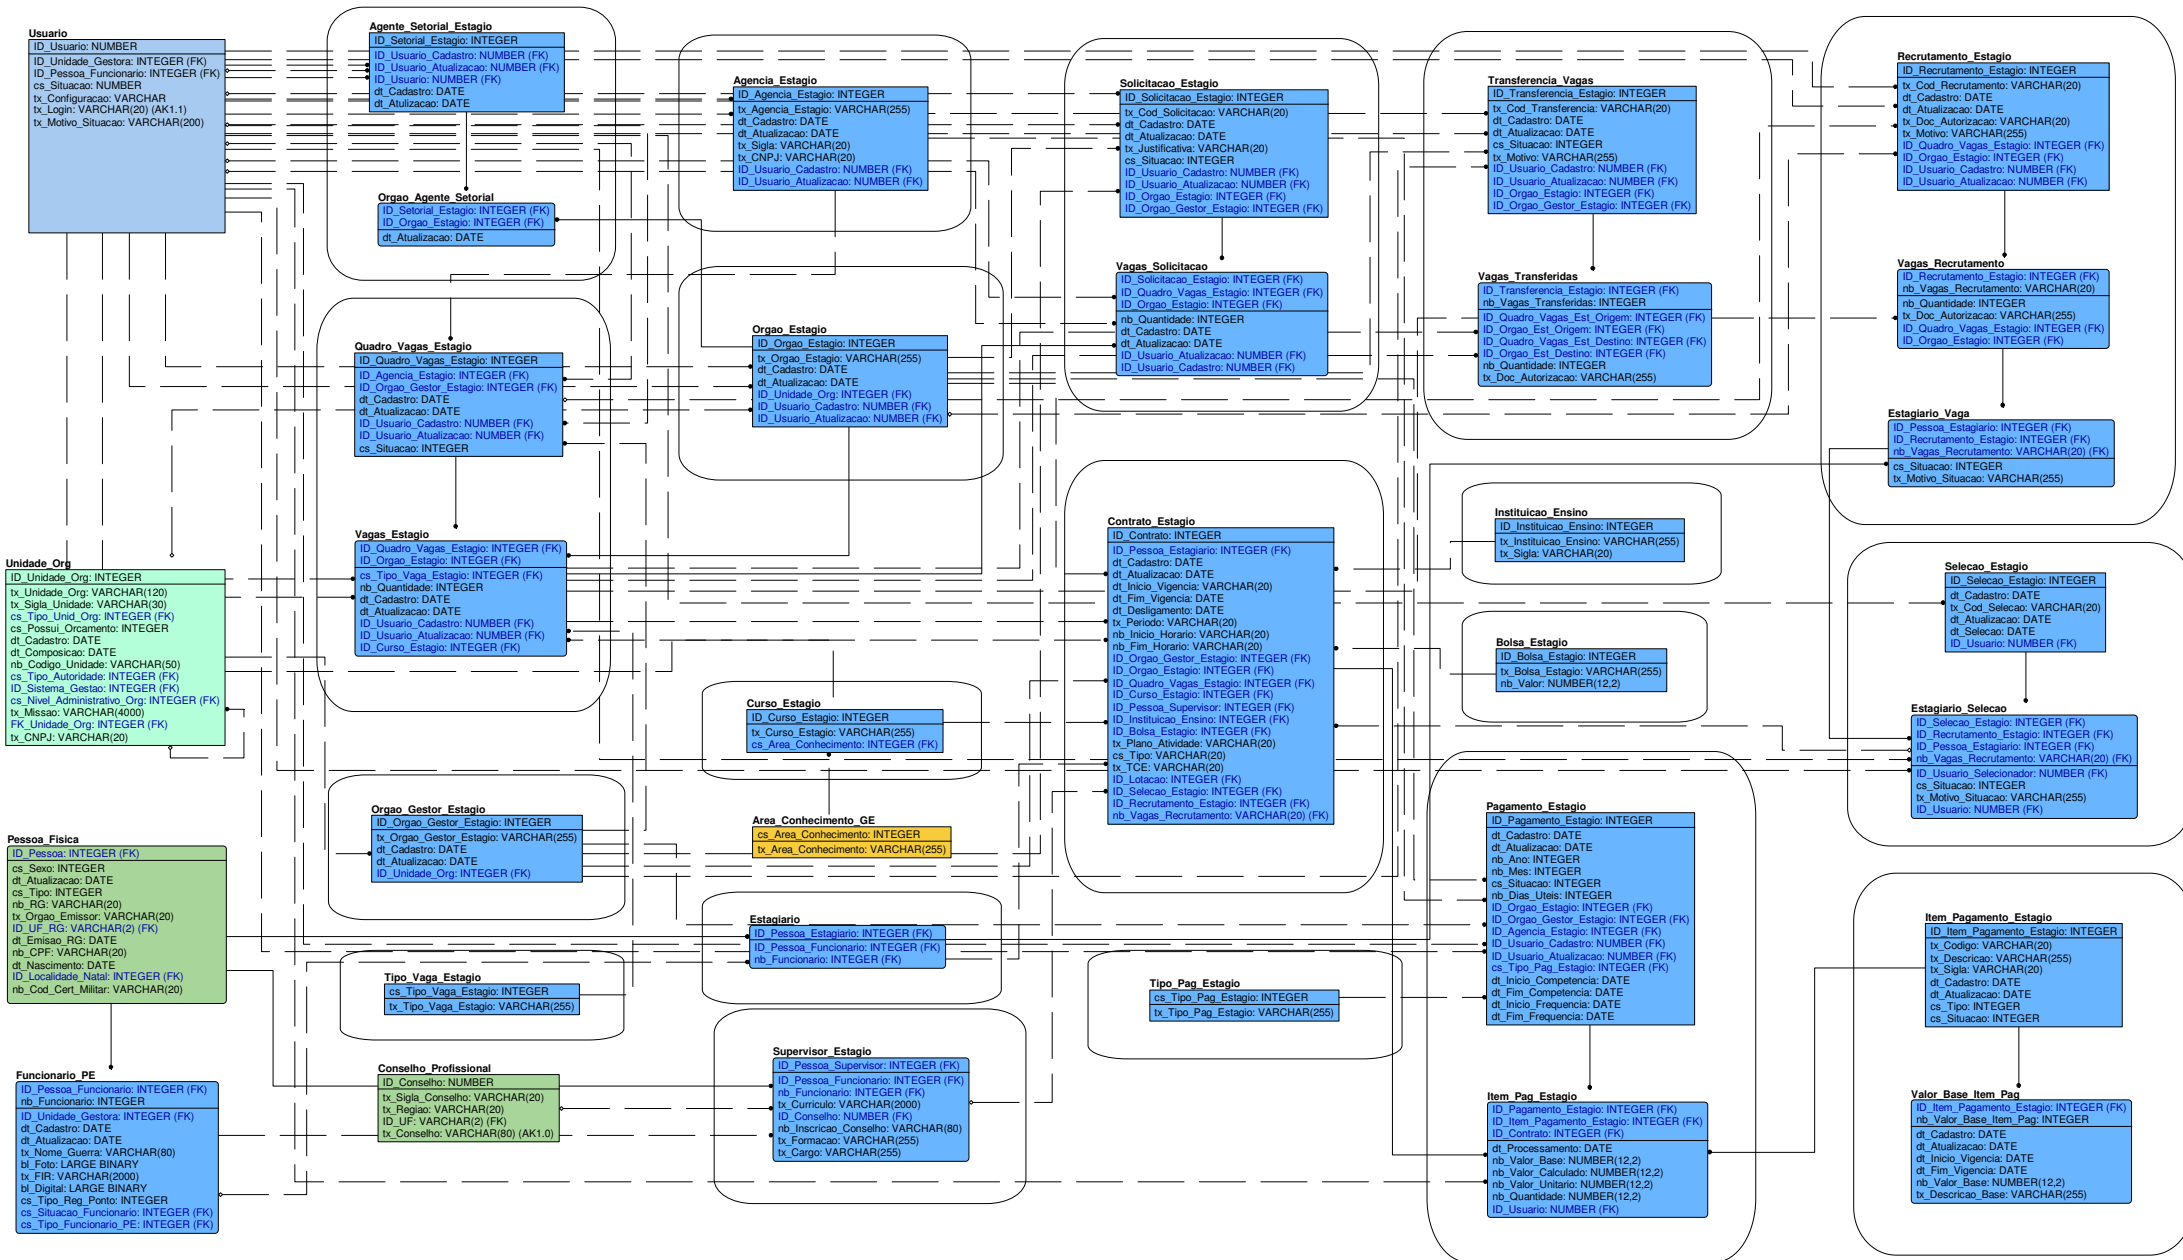 Usuario
ID_Usuario: NUMBER
ID_Unidade_Gestora: INTEGER (FK)
ID_Pessoa_Funcionario: INTEGER (FK)
cs_Situacao: NUMBER
tx_Configuracao: VARCHAR
tx_Login: VARCHAR(20) (AK1.1)
tx_Motivo_Situacao: VARCHAR(200)
Agente_Setorial_Estagio
ID_Setorial_Estagio: INTEGER
ID_Usuario_Cadastro: NUMBER (FK)
ID_Usuario_Atualizacao: NUMBER (FK)
ID_Usuario: NUMBER (FK)
dt_Cadastro: DATE
dt_Atulizacao: DATE
Orgao_Agente_Setorial
ID_Setorial_Estagio: INTEGER (FK)
ID_Orgao_Estagio: INTEGER (FK)
dt_Atualizacao: DATE
Agencia_Estagio
ID_Agencia_Estagio: INTEGER
tx_Agencia_Estagio: VARCHAR(255)
dt_Cadastro: DATE
dt_Atualizacao: DATE
tx_Sigla: VARCHAR(20)
tx_CNPJ: VARCHAR(20)
ID_Usuario_Cadastro: NUMBER (FK)
ID_Usuario_Atualizacao: NUMBER (FK)
Solicitacao_Estagio
ID_Solicitacao_Estagio: INTEGER
tx_Cod_Solicitacao: VARCHAR(20)
dt_Cadastro: DATE
dt_Atualizacao: DATE
tx_Justificativa: VARCHAR(20)
cs_Situacao: INTEGER
ID_Usuario_Cadastro: NUMBER (FK)
ID_Usuario_Atualizacao: NUMBER (FK)
ID_Orgao_Estagio: INTEGER (FK)
ID_Orgao_Gestor_Estagio: INTEGER (FK)
Transferencia_Vagas
ID_Transferencia_Estagio: INTEGER
tx_Cod_Transferencia: VARCHAR(20)
dt_Cadastro: DATE
dt_Atualizacao: DATE
cs_Situacao: INTEGER
tx_Motivo: VARCHAR(255)
ID_Usuario_Cadastro: NUMBER (FK)
ID_Usuario_Atualizacao: NUMBER (FK)
ID_Orgao_Estagio: INTEGER (FK)
ID_Orgao_Gestor_Estagio: INTEGER (FK)
Recrutamento_Estagio
ID_Recrutamento_Estagio: INTEGER
tx_Cod_Recrutamento: VARCHAR(20)
dt_Cadastro: DATE
dt_Atualizacao: DATE
tx_Doc_Autorizacao: VARCHAR(20)
tx_Motivo: VARCHAR(255)
ID_Quadro_Vagas_Estagio: INTEGER (FK)
ID_Orgao_Estagio: INTEGER (FK)
ID_Usuario_Cadastro: NUMBER (FK)
ID_Usuario_Atualizacao: NUMBER (FK)
Vagas_Solicitacao
ID_Solicitacao_Estagio: INTEGER (FK)
ID_Quadro_Vagas_Estagio: INTEGER (FK)
ID_Orgao_Estagio: INTEGER (FK)
nb_Quantidade: INTEGER
dt_Cadastro: DATE
dt_Atualizacao: DATE
ID_Usuario_Atualizacao: NUMBER (FK)
ID_Usuario_Cadastro: NUMBER (FK)
Vagas_Transferidas
ID_Transferencia_Estagio: INTEGER (FK)
nb_Vagas_Transferidas: INTEGER
ID_Quadro_Vagas_Est_Origem: INTEGER (FK)
ID_Orgao_Est_Origem: INTEGER (FK)
ID_Quadro_Vagas_Est_Destino: INTEGER (FK)
ID_Orgao_Est_Destino: INTEGER (FK)
nb_Quantidade: INTEGER
tx_Doc_Autorizacao: VARCHAR(255)
Vagas_Recrutamento
ID_Recrutamento_Estagio: INTEGER (FK)
nb_Vagas_Recrutamento: VARCHAR(20)
nb_Quantidade: INTEGER
tx_Doc_Autorizacao: VARCHAR(255)
ID_Quadro_Vagas_Estagio: INTEGER (FK)
ID_Orgao_Estagio: INTEGER (FK)
Quadro_Vagas_Estagio
ID_Quadro_Vagas_Estagio: INTEGER
ID_Agencia_Estagio: INTEGER (FK)
ID_Orgao_Gestor_Estagio: INTEGER (FK)
dt_Cadastro: DATE
dt_Atualizacao: DATE
ID_Usuario_Cadastro: NUMBER (FK)
ID_Usuario_Atualizacao: NUMBER (FK)
cs_Situacao: INTEGER
Orgao_Estagio
ID_Orgao_Estagio: INTEGER
tx_Orgao_Estagio: VARCHAR(255)
dt_Cadastro: DATE
dt_Atualizacao: DATE
ID_Unidade_Org: INTEGER (FK)
ID_Usuario_Cadastro: NUMBER (FK)
ID_Usuario_Atualizacao: NUMBER (FK)
Estagiario_Vaga
ID_Pessoa_Estagiario: INTEGER (FK)
ID_Recrutamento_Estagio: INTEGER (FK)
nb_Vagas_Recrutamento: VARCHAR(20) (FK)
cs_Situacao: INTEGER
tx_Motivo_Situacao: VARCHAR(255)
Vagas_Estagio
ID_Quadro_Vagas_Estagio: INTEGER (FK)
ID_Orgao_Estagio: INTEGER (FK)
cs_Tipo_Vaga_Estagio: INTEGER (FK)
nb_Quantidade: INTEGER
dt_Cadastro: DATE
dt_Atualizacao: DATE
ID_Usuario_Cadastro: NUMBER (FK)
ID_Usuario_Atualizacao: NUMBER (FK)
ID_Curso_Estagio: INTEGER (FK)
Contrato_Estagio
ID_Contrato: INTEGER
ID_Pessoa_Estagiario: INTEGER (FK)
dt_Cadastro: DATE
dt_Atualizacao: DATE
dt_Inicio_Vigencia: VARCHAR(20)
dt_Fim_Vigencia: DATE
dt_Desligamento: DATE
tx_Periodo: VARCHAR(20)
nb_Inicio_Horario: VARCHAR(20)
nb_Fim_Horario: VARCHAR(20)
ID_Orgao_Gestor_Estagio: INTEGER (FK)
ID_Orgao_Estagio: INTEGER (FK)
ID_Quadro_Vagas_Estagio: INTEGER (FK)
ID_Curso_Estagio: INTEGER (FK)
ID_Pessoa_Supervisor: INTEGER (FK)
ID_Instituicao_Ensino: INTEGER (FK)
ID_Bolsa_Estagio: INTEGER (FK)
tx_Plano_Atividade: VARCHAR(20)
cs_Tipo: VARCHAR(20)
tx_TCE: VARCHAR(20)
ID_Lotacao: INTEGER (FK)
ID_Selecao_Estagio: INTEGER (FK)
ID_Recrutamento_Estagio: INTEGER (FK)
nb_Vagas_Recrutamento: VARCHAR(20) (FK)
Instituicao_Ensino
ID_Instituicao_Ensino: INTEGER
tx_Instituicao_Ensino: VARCHAR(255)
tx_Sigla: VARCHAR(20)
Selecao_Estagio
ID_Selecao_Estagio: INTEGER
dt_Cadastro: DATE
tx_Cod_Selecao: VARCHAR(20)
dt_Atualizacao: DATE
dt_Selecao: DATE
ID_Usuario: NUMBER (FK)
Unidade_Org
ID_Unidade_Org: INTEGER
tx_Unidade_Org: VARCHAR(120)
tx_Sigla_Unidade: VARCHAR(30)
cs_Tipo_Unid_Org: INTEGER (FK)
cs_Possui_Orcamento: INTEGER
dt_Cadastro: DATE
dt_Composicao: DATE
nb_Codigo_Unidade: VARCHAR(50)
cs_Tipo_Autoridade: INTEGER (FK)
ID_Sistema_Gestao: INTEGER (FK)
cs_Nivel_Administrativo_Org: INTEGER (FK)
tx_Missao: VARCHAR(4000)
FK_Unidade_Org: INTEGER (FK)
tx_CNPJ: VARCHAR(20)
Bolsa_Estagio
ID_Bolsa_Estagio: INTEGER
tx_Bolsa_Estagio: VARCHAR(255)
nb_Valor: NUMBER(12,2)
Curso_Estagio
ID_Curso_Estagio: INTEGER
tx_Curso_Estagio: VARCHAR(255)
cs_Area_Conhecimento: INTEGER (FK)
Estagiario_Selecao
ID_Selecao_Estagio: INTEGER (FK)
ID_Recrutamento_Estagio: INTEGER (FK)
ID_Pessoa_Estagiario: INTEGER (FK)
nb_Vagas_Recrutamento: VARCHAR(20) (FK)
ID_Usuario_Selecionador: NUMBER (FK)
cs_Situacao: INTEGER
tx_Motivo_Situacao: VARCHAR(255)
ID_Usuario: NUMBER (FK)
Orgao_Gestor_Estagio
ID_Orgao_Gestor_Estagio: INTEGER
tx_Orgao_Gestor_Estagio: VARCHAR(255)
dt_Cadastro: DATE
dt_Atualizacao: DATE
ID_Unidade_Org: INTEGER (FK)
Area_Conhecimento_GE
cs_Area_Conhecimento: INTEGER
tx_Area_Conhecimento: VARCHAR(255)
Pagamento_Estagio
ID_Pagamento_Estagio: INTEGER
dt_Cadastro: DATE
dt_Atualizacao: DATE
nb_Ano: INTEGER
nb_Mes: INTEGER
cs_Situacao: INTEGER
nb_Dias_Uteis: INTEGER
ID_Orgao_Estagio: INTEGER (FK)
ID_Orgao_Gestor_Estagio: INTEGER (FK)
ID_Agencia_Estagio: INTEGER (FK)
ID_Usuario_Cadastro: NUMBER (FK)
ID_Usuario_Atualizacao: NUMBER (FK)
cs_Tipo_Pag_Estagio: INTEGER (FK)
dt_Inicio_Competencia: DATE
dt_Fim_Competencia: DATE
dt_Inicio_Frequencia: DATE
dt_Fim_Frequencia: DATE
Pessoa_Fisica
ID_Pessoa: INTEGER (FK)
cs_Sexo: INTEGER
dt_Atualizacao: DATE
cs_Tipo: INTEGER
nb_RG: VARCHAR(20)
tx_Orgao_Emissor: VARCHAR(20)
ID_UF_RG: VARCHAR(2) (FK)
dt_Emisao_RG: DATE
nb_CPF: VARCHAR(20)
dt_Nascimento: DATE
ID_Localidade_Natal: INTEGER (FK)
nb_Cod_Cert_Militar: VARCHAR(20)
Estagiario
ID_Pessoa_Estagiario: INTEGER (FK)
ID_Pessoa_Funcionario: INTEGER (FK)
nb_Funcionario: INTEGER (FK)
Tipo_Vaga_Estagio
cs_Tipo_Vaga_Estagio: INTEGER
tx_Tipo_Vaga_Estagio: VARCHAR(255)
Tipo_Pag_Estagio
cs_Tipo_Pag_Estagio: INTEGER
tx_Tipo_Pag_Estagio: VARCHAR(255)
Item_Pagamento_Estagio
ID_Item_Pagamento_Estagio: INTEGER
tx_Codigo: VARCHAR(20)
tx_Descricao: VARCHAR(255)
tx_Sigla: VARCHAR(20)
dt_Cadastro: DATE
dt_Atualizacao: DATE
cs_Tipo: INTEGER
cs_Situacao: INTEGER
Funcionario_PE
ID_Pessoa_Funcionario: INTEGER (FK)
nb_Funcionario: INTEGER
ID_Unidade_Gestora: INTEGER (FK)
dt_Cadastro: DATE
dt_Atualizacao: DATE
tx_Nome_Guerra: VARCHAR(80)
bl_Foto: LARGE BINARY
tx_FIR: VARCHAR(2000)
bl_Digital: LARGE BINARY
cs_Tipo_Reg_Ponto: INTEGER
cs_Situacao_Funcionario: INTEGER (FK)
cs_Tipo_Funcionario_PE: INTEGER (FK)
Conselho_Profissional
ID_Conselho: NUMBER
tx_Sigla_Conselho: VARCHAR(20)
tx_Regiao: VARCHAR(20)
ID_UF: VARCHAR(2) (FK)
tx_Conselho: VARCHAR(80) (AK1.0)
Supervisor_Estagio
ID_Pessoa_Supervisor: INTEGER (FK)
ID_Pessoa_Funcionario: INTEGER (FK)
nb_Funcionario: INTEGER (FK)
tx_Curriculo: VARCHAR(2000)
ID_Conselho: NUMBER (FK)
nb_Inscricao_Conselho: VARCHAR(80)
tx_Formacao: VARCHAR(255)
tx_Cargo: VARCHAR(255)
Item_Pag_Estagio
ID_Pagamento_Estagio: INTEGER (FK)
ID_Item_Pagamento_Estagio: INTEGER (FK)
ID_Contrato: INTEGER (FK)
dt_Processamento: DATE
nb_Valor_Base: NUMBER(12,2)
nb_Valor_Calculado: NUMBER(12,2)
nb_Valor_Unitario: NUMBER(12,2)
nb_Quantidade: NUMBER(12,2)
ID_Usuario: NUMBER (FK)
Valor_Base_Item_Pag
ID_Item_Pagamento_Estagio: INTEGER (FK)
nb_Valor_Base_Item_Pag: INTEGER
dt_Cadastro: DATE
dt_Atualizacao: DATE
dt_Inicio_Vigencia: DATE
dt_Fim_Vigencia: DATE
nb_Valor_Base: NUMBER(12,2)
tx_Descricao_Base: VARCHAR(255)